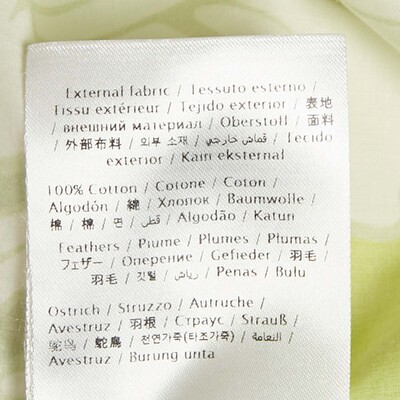 External fabric / Tessuto esterno /
Tissu extérieur / Tejido exterior / 表地
/ внешний материал / Oberstoff / 面料
/ 外部布料 / 외부 소재 / قماش خارجي / Tecido
exterior / Kain eksternal
100% Cotton / Cotone / Coton /
Algodón / 綿 / Хлопок / Baumwolle /
棉 / 棉 / 면 / قطن / Algodão / Katun
Feathers / Piume / Plumes / Plumas /
フェザー / Оперение / Gefieder / 羽毛 /
羽毛 / 깃털 / رياش / Penas / Bulu
Ostrich / Struzzo / Autruche /
Avestruz / 羽根 / Страус / Strauß /
鸵鸟 / 鴕鳥 / 천연가죽(타조가죽) / النعامة /
Avestruz / Burung unta